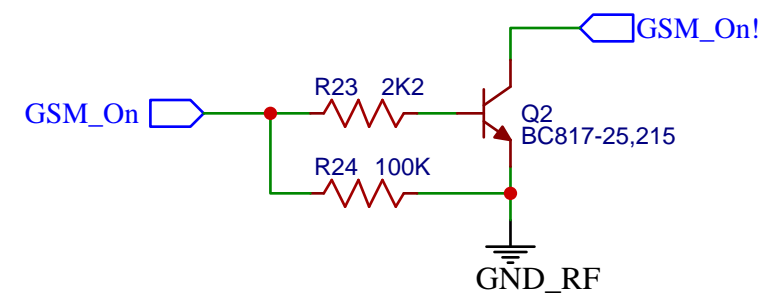 GSM_On!
R23 2K2
GSM_On
Q2
BC817-25,215
R24 100K
GND_RF